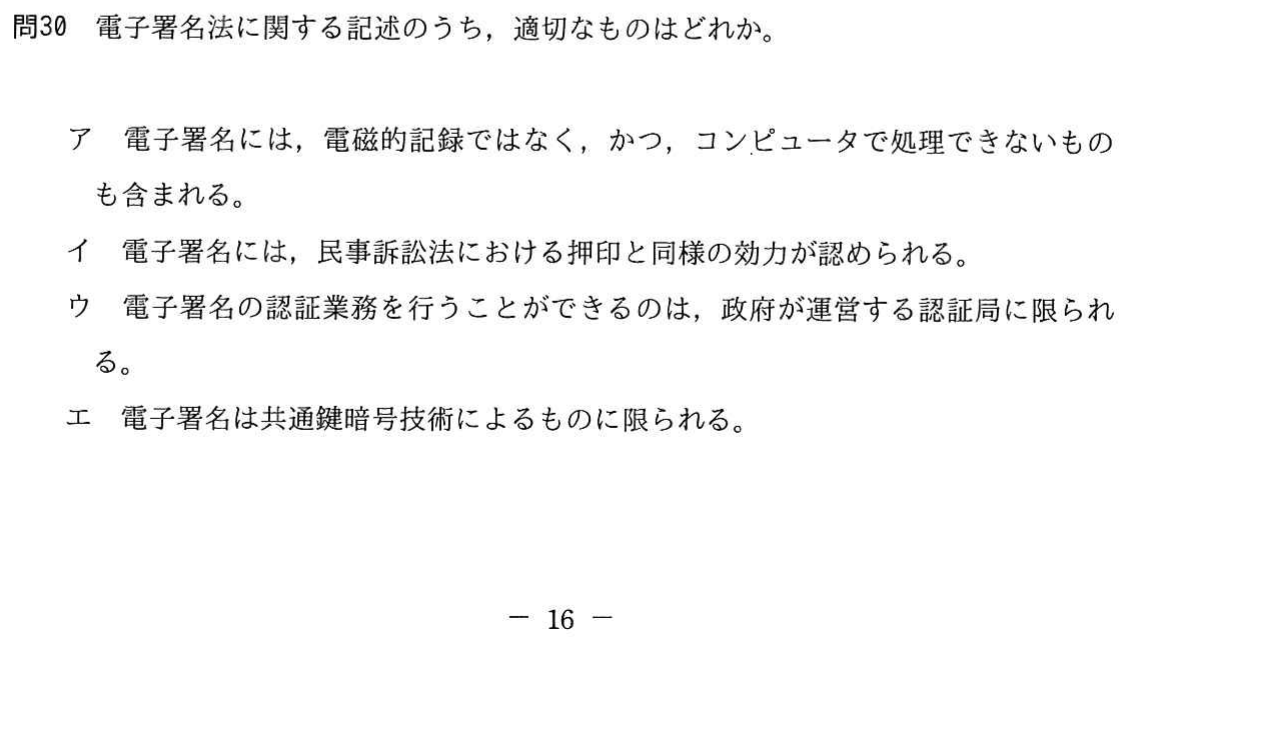 問30 電子署名法に関する記述のうち，適切なものはどれか。
ア 電子署名には，電磁的記録ではなく，かつ，コンピュータで処理できないもの
も含まれる。
イ 電子署名には，民事訴訟法における押印と同様の効力が認められる。
ウ 電子署名の認証業務を行うことができるのは，政府が運営する認証局に限られ
る。
エ 電子署名は共通鍵暗号技術によるものに限られる。
－ 16 －